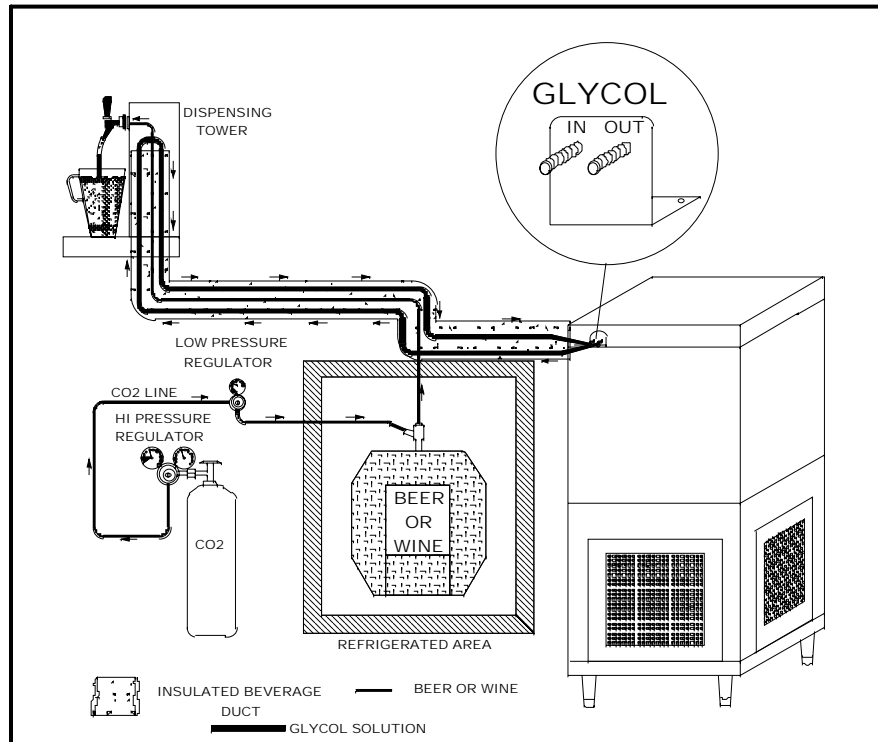 GLYCOL
IN OUT
DISPENSING
TOWER
LOW PRESSURE
REGULATOR
CO2 LINE
HI PRESSURE
REGULATOR
CO2
BEER
OR
WINE
REFRIGERATED AREA
INSULATED BEVERAGE
DUCT
BEER OR WINE
GLYCOL SOLUTION